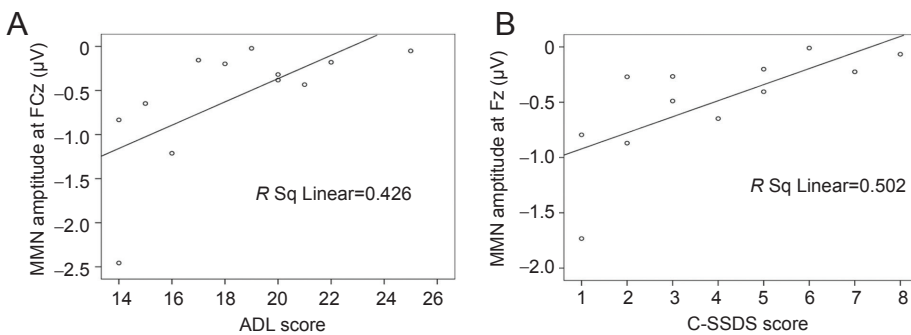 A
MMN amplitude at FCz (µV)
0
–0.5
–1.0
–1.5
–2.0
–2.5
R Sq Linear=0.426
14 16 18 20 22 24 26
ADL score
B
MMN amplitude at Fz (µV)
0
–0.5
–1.0
–1.5
–2.0
R Sq Linear=0.502
1 2 3 4 5 6 7 8
C-SSDS score